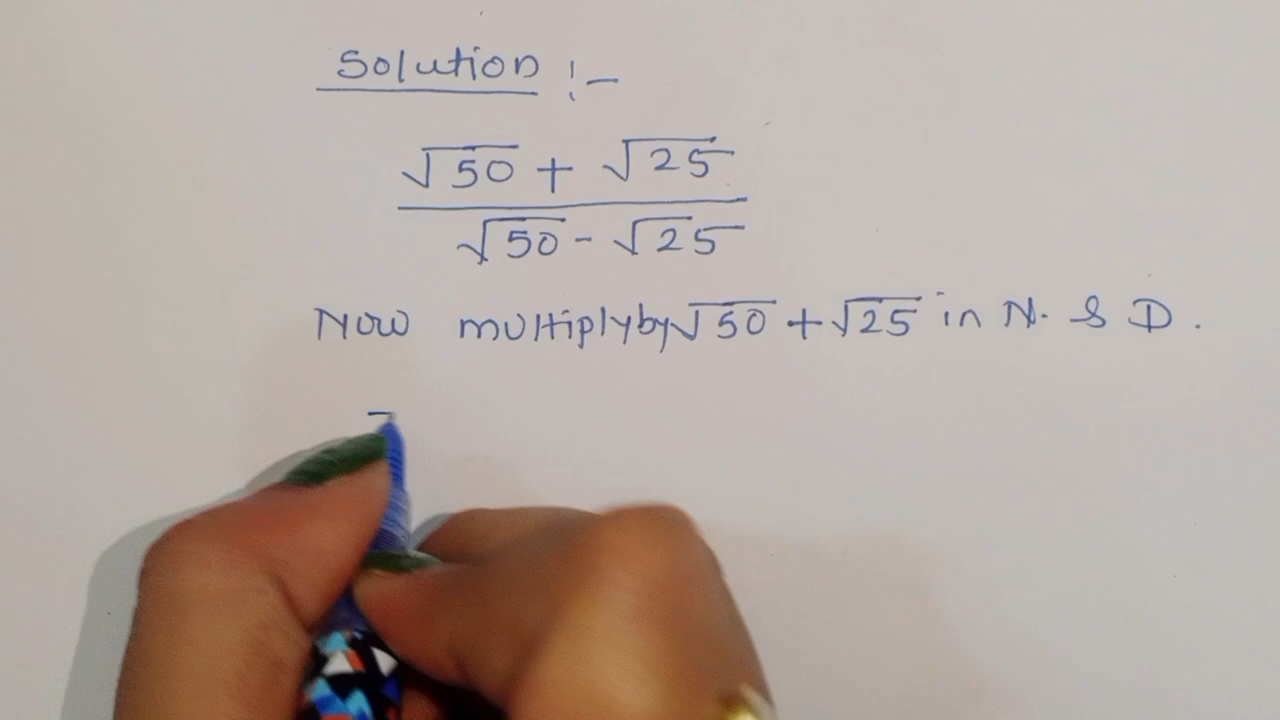 Solution :-
√50 + √25
√50 - √25
Now multiply by √50 + √25 in N. & D.
=